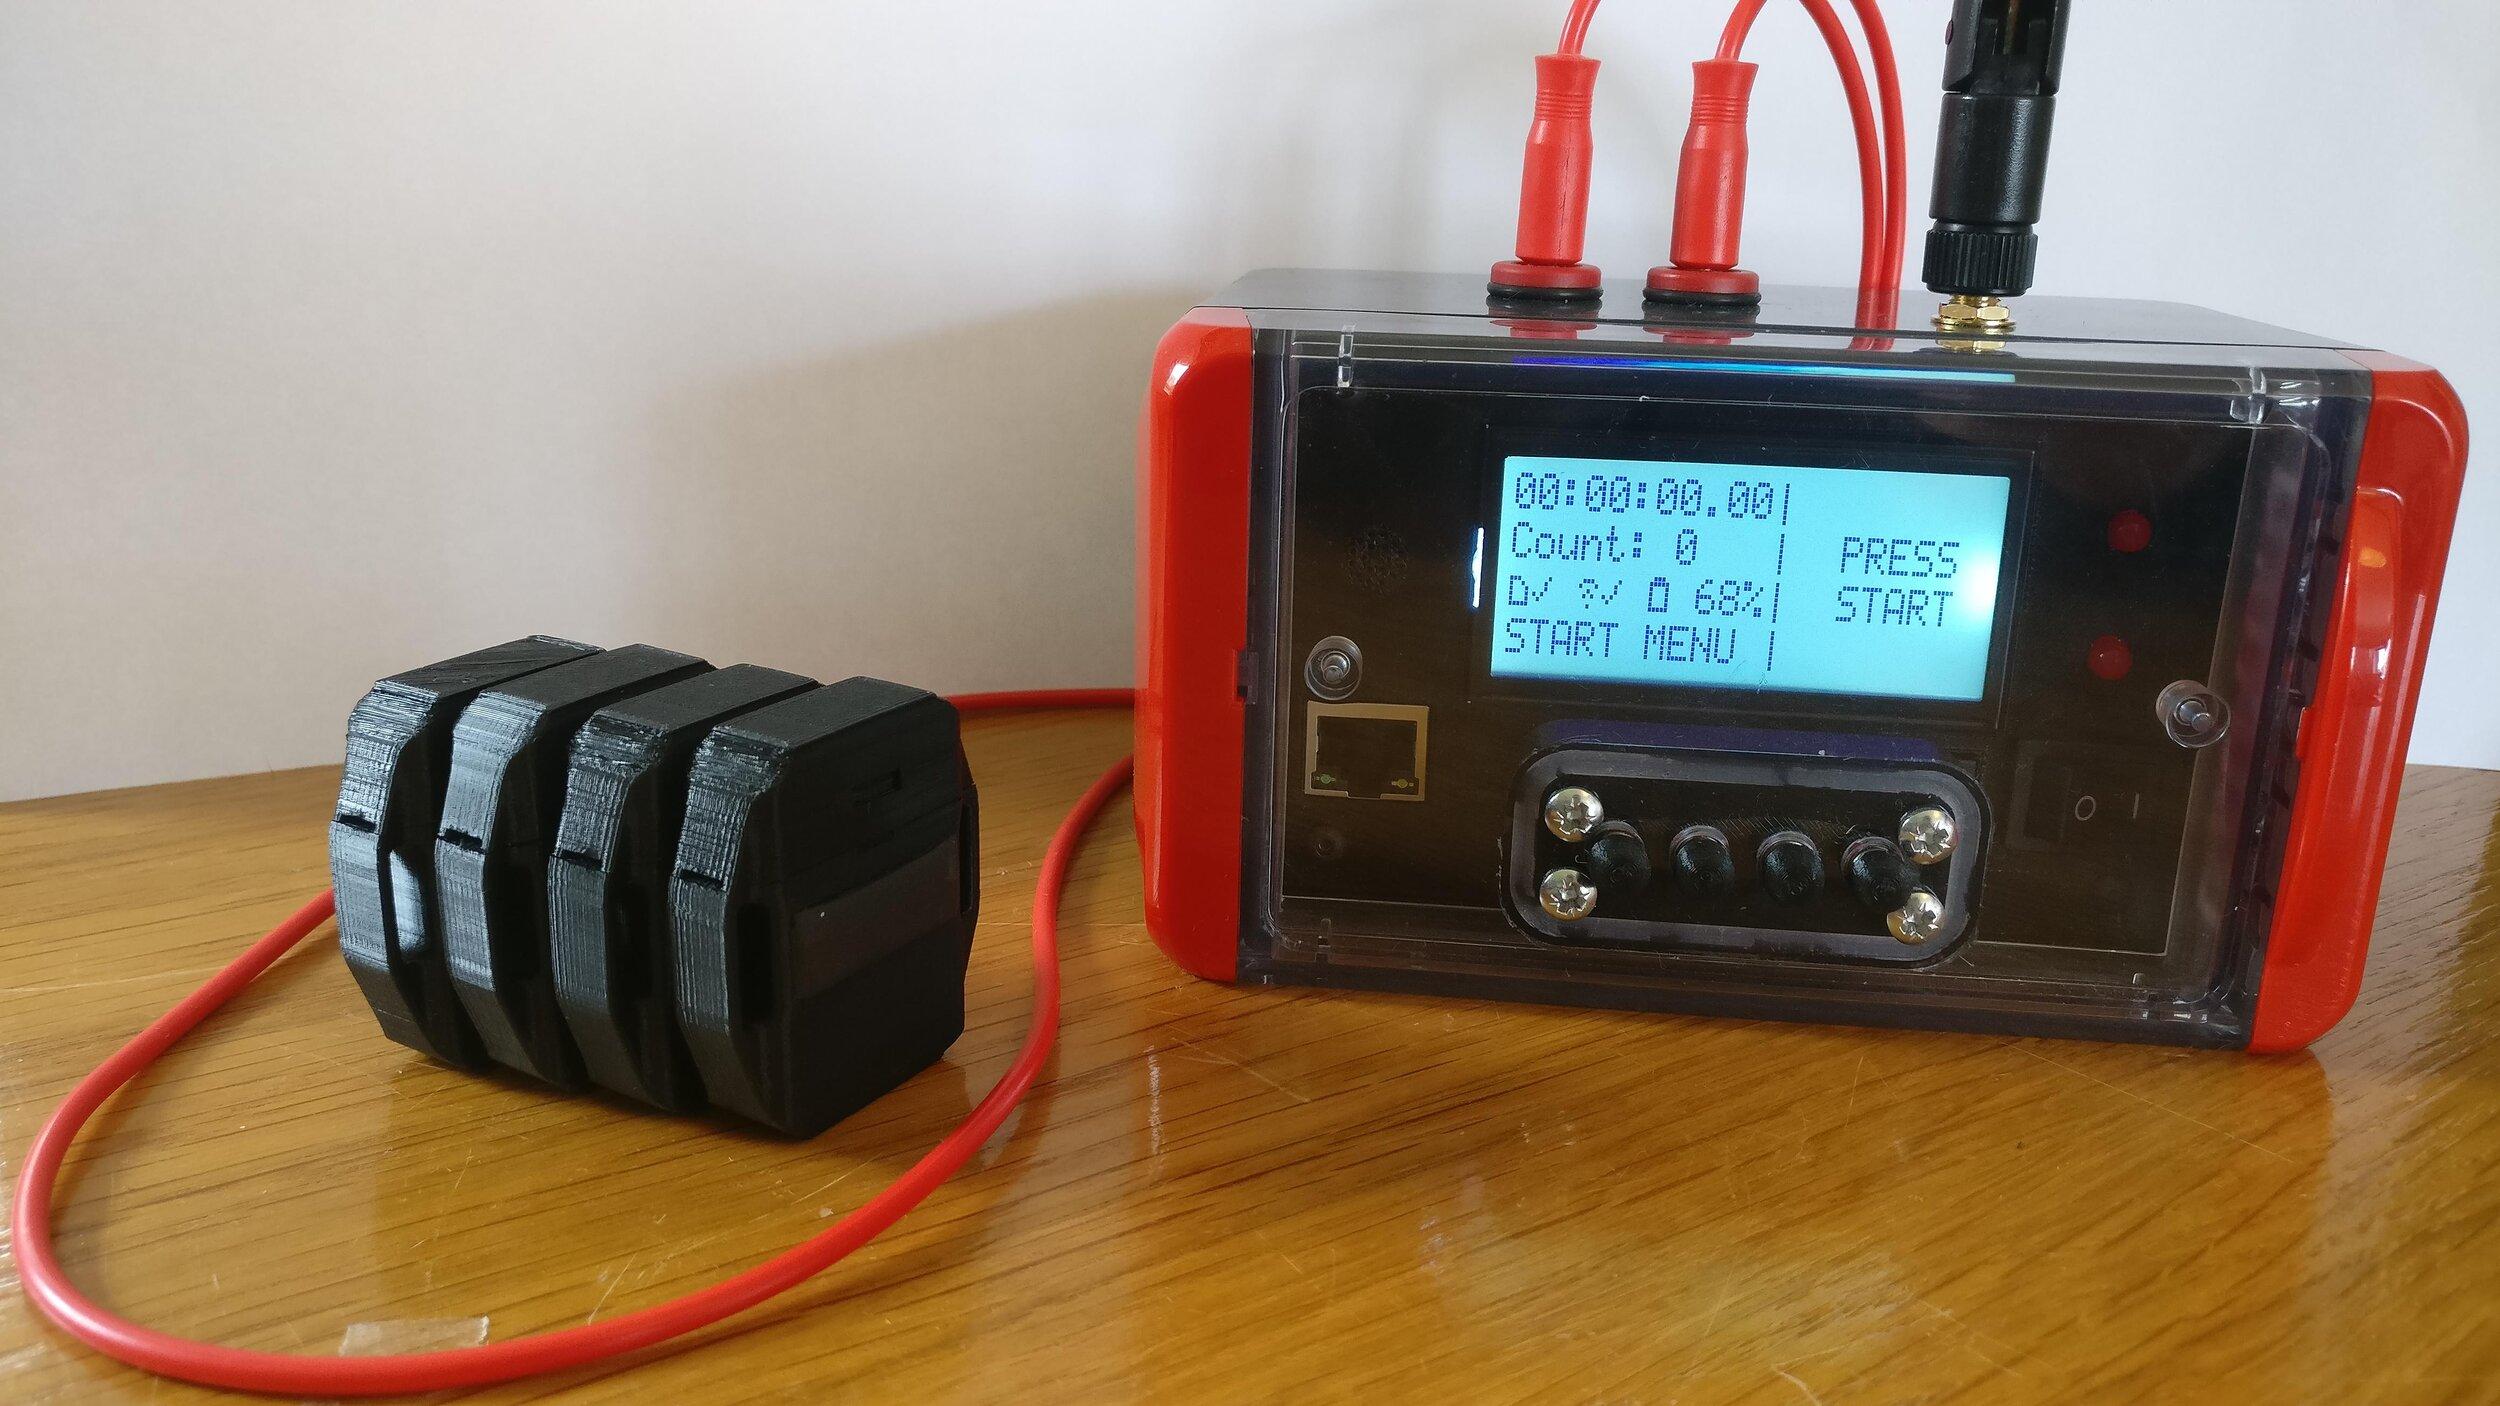 00:00:00.00|
Count: 0 |
D✓ ✓ 68%|
START MENU |
PRESS
START
O I